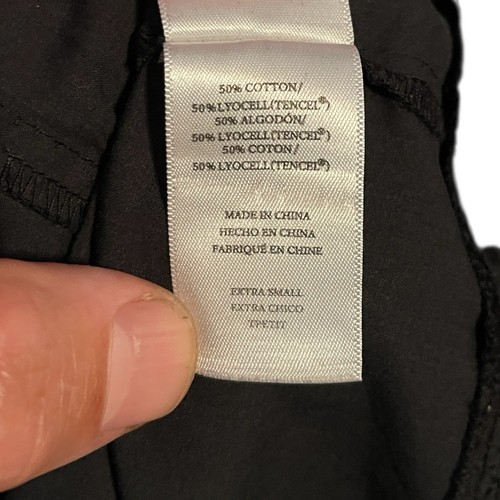 50% COTTON/
50% LYOCELL(TENCEL®)
50% ALGODÓN/
50% LYOCELL(TENCEL®)
50% COTON/
50% LYOCELL(TENCEL®)
MADE IN CHINA
HECHO EN CHINA
FABRIQUÉ EN CHINE
EXTRA SMALL
EXTRA CHICO
TPETIT